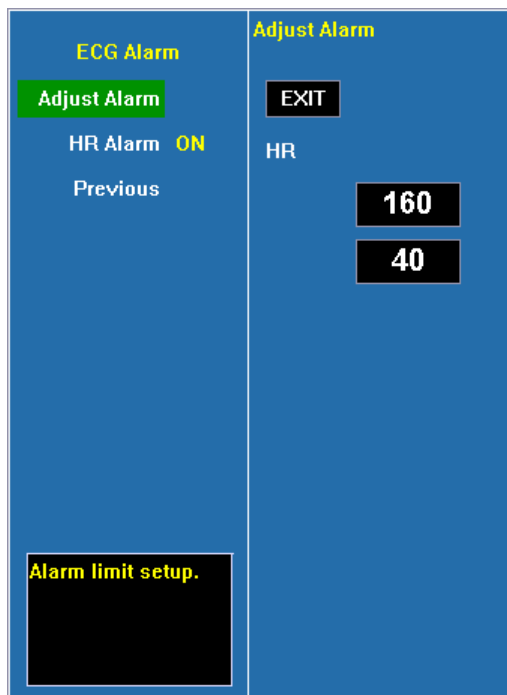 ECG Alarm
Adjust Alarm
HR Alarm ON
Previous
Alarm limit setup.
Adjust Alarm
EXIT
HR
160
40